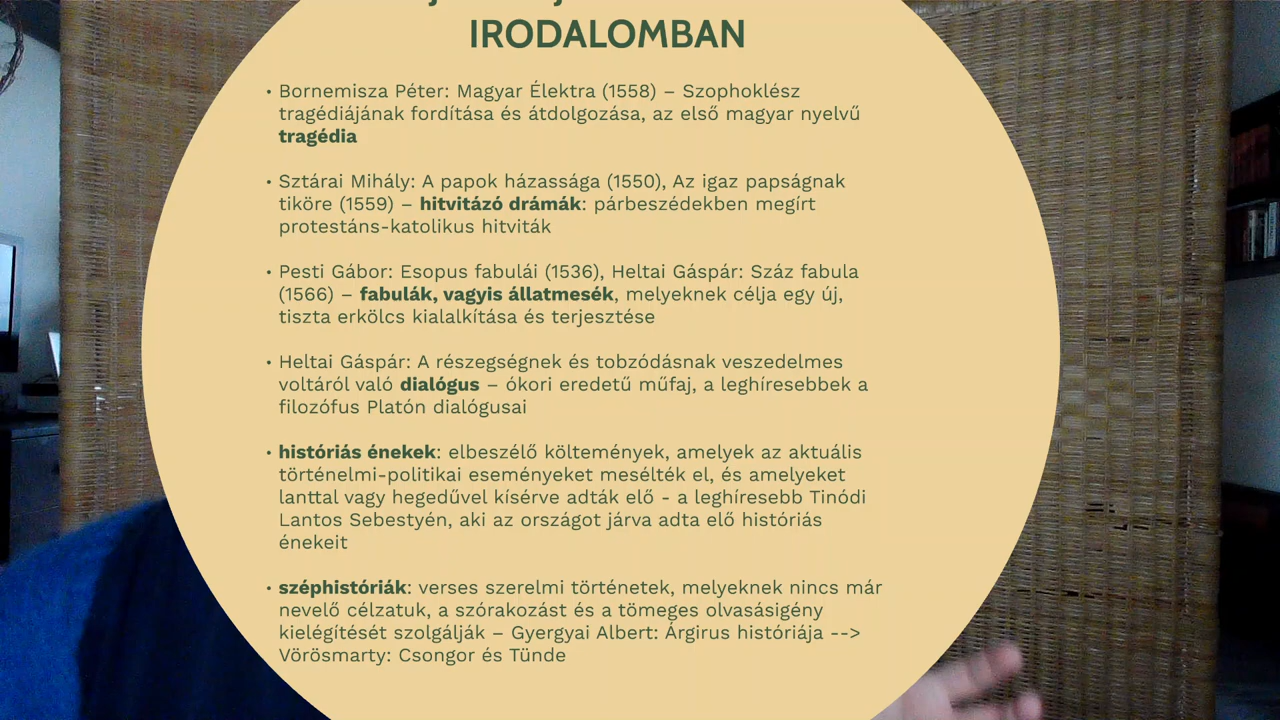 IRODALOMBAN
• Bornemisza Péter: Magyar Élektra (1558) – Szophoklész
tragédiájának fordítása és átdolgozása, az első magyar nyelvű
tragédia
• Sztárai Mihály: A papok házassága (1550), Az igaz papságnak
tiköre (1559) – hitvitázó drámák: párbeszédekben megírt
protestáns-katolikus hitviták
• Pesti Gábor: Esopus fabulái (1536), Heltai Gáspár: Száz fabula
(1566) – fabulák, vagyis állatmesék, melyeknek célja egy új,
tiszta erkölcs kialalkítása és terjesztése
• Heltai Gáspár: A részegségnek és tobzódásnak veszedelmes
voltáról való dialógus – ókori eredetű műfaj, a leghíresebbek a
filozófus Platón dialógusai
• históriás énekek: elbeszélő költemények, amelyek az aktuális
történelmi-politikai eseményeket mesélték el, és amelyeket
lanttal vagy hegedűvel kísérve adták elő - a leghíresebb Tinódi
Lantos Sebestyén, aki az országot járva adta elő históriás
énekeit
• széphistóriák: verses szerelmi történetek, melyeknek nincs már
nevelő célzatuk, a szórakozást és a tömeges olvasásigény
kielégítését szolgálják – Gyergyai Albert: Árgirus históriája -->
Vörösmarty: Csongor és Tünde